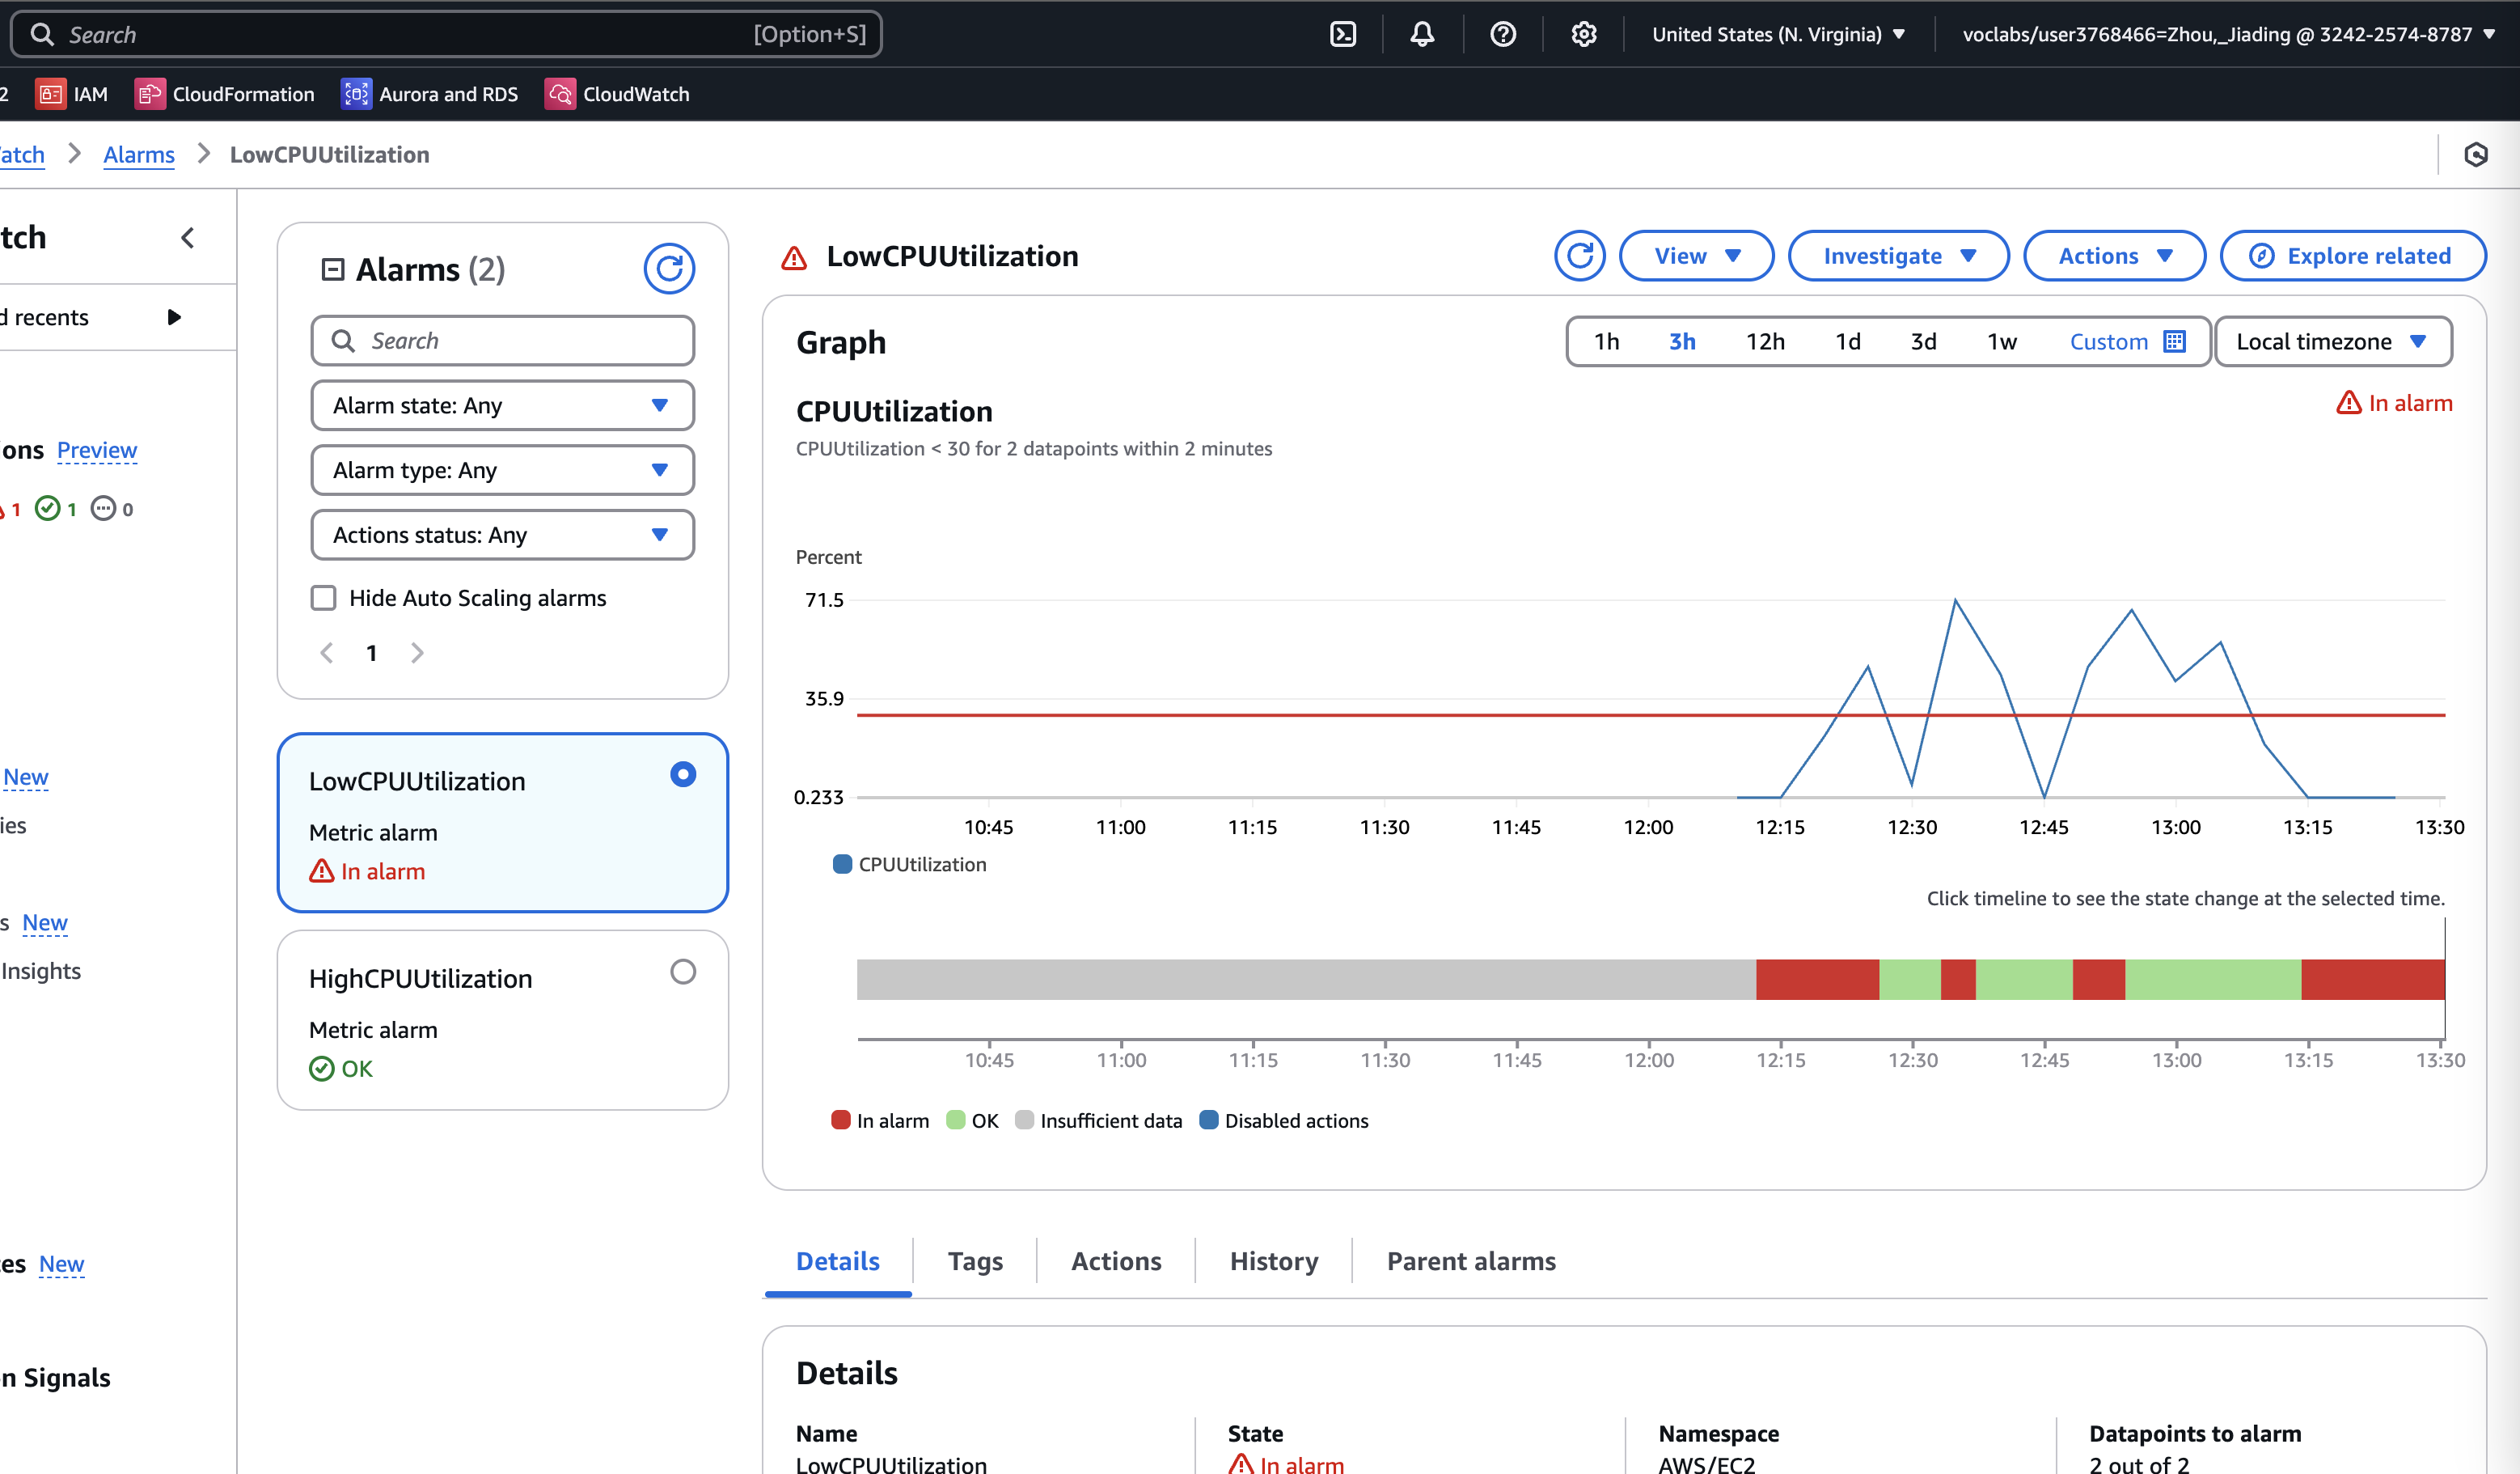 Search [Option+S] United States (N. Virginia) voclabs/user3768466=Zhou,_Jiading @ 3242-2574-8787
2 IAM CloudFormation Aurora and RDS CloudWatch
atch Alarms LowCPUUtilization
tch
d recents
ons Preview
1 1 0
New
ies
s New
Insights
es New
n Signals
Alarms (2)
Search
Alarm state: Any
Alarm type: Any
Actions status: Any
Hide Auto Scaling alarms
1
LowCPUUtilization
Metric alarm
In alarm
HighCPUUtilization
Metric alarm
OK
LowCPUUtilization View Investigate Actions Explore related
Graph 1h 3h 12h 1d 3d 1w Custom Local timezone
CPUUtilization In alarm
CPUUtilization < 30 for 2 datapoints within 2 minutes
Percent
71.5
35.9
0.233
10:45 11:00 11:15 11:30 11:45 12:00 12:15 12:30 12:45 13:00 13:15 13:30
CPUUtilization
Click timeline to see the state change at the selected time.
10:45 11:00 11:15 11:30 11:45 12:00 12:15 12:30 12:45 13:00 13:15 13:30
In alarm OK Insufficient data Disabled actions
Details Tags Actions History Parent alarms
Details
Name State Namespace Datapoints to alarm
LowCPUUtilization In alarm AWS/EC2 2 out of 2